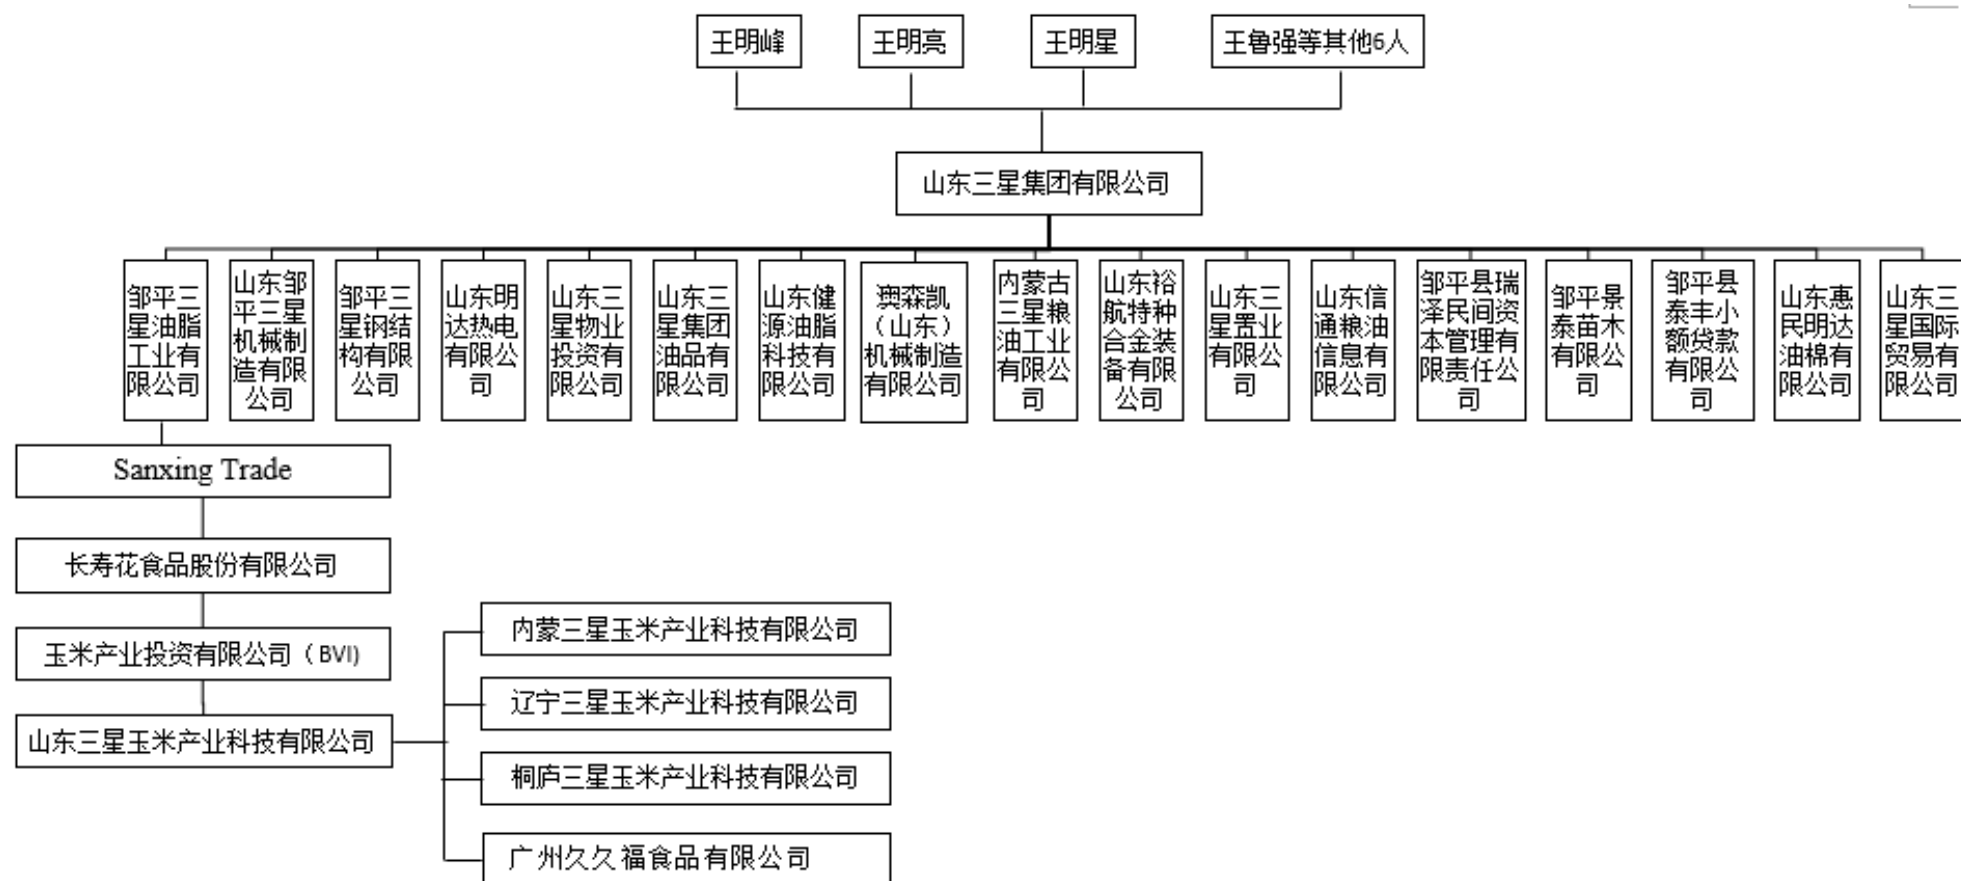 王明峰
王明亮
王明星
王鲁强等其他6人
山东三星集团有限公司
邹平三
星油脂
工业有
限公司
山东邹
平三星
机械制
造有限
公司
邹平三
星钢结
构有限
公司
山东明
达热电
有限公
司
山东三
星物业
投资有
限公司
山东三
星集团
油品有
限公司
山东健
源油脂
科技有
限公司
澳森凯
（山东）
机械制造
有限公司
内蒙古
三星粮
油工业
有限公
司
山东裕
航特种
合金装
备有限
公司
山东三
星置业
有限公
司
山东信
通粮油
信息有
限公司
邹平县瑞
泽民间资
本管理有
限责任公
司
邹平景
泰苗木
有限公
司
邹平县
泰丰小
额贷款
有限公
司
山东惠
民明达
油棉有
限公司
山东三
星国际
贸易有
限公司
Sanxing Trade
长寿花食品股份有限公司
玉米产业投资有限公司（BVI)
山东三星玉米产业科技有限公司
内蒙三星玉米产业科技有限公司
辽宁三星玉米产业科技有限公司
桐庐三星玉米产业科技有限公司
广州久久福食品有限公司